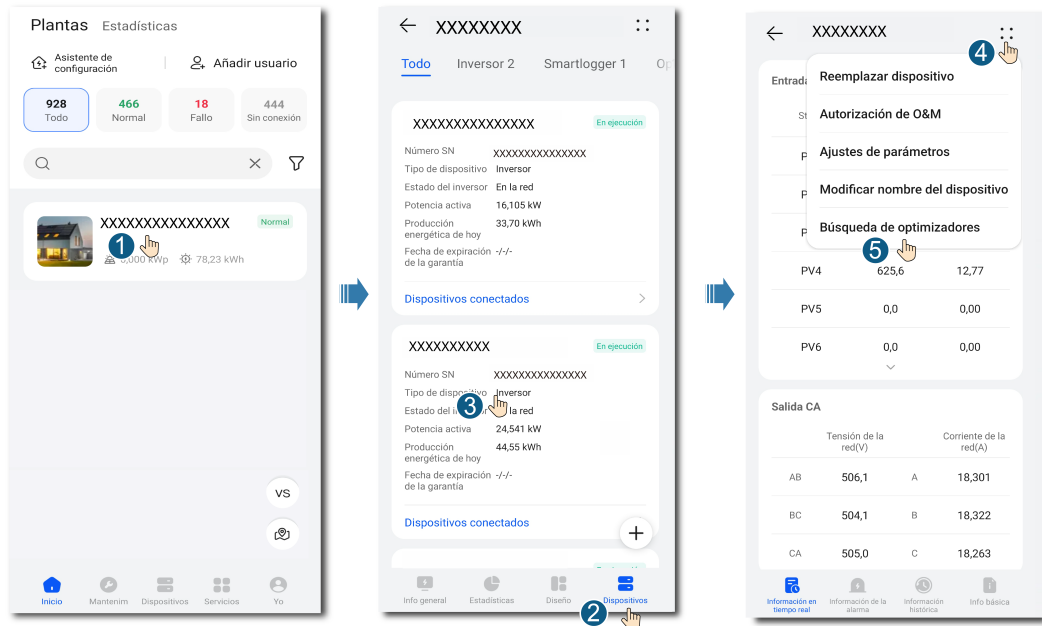 Plantas Estadísticas
Asistente de
configuración
Añadir usuario
928
Todo
466
Normal
18
Fallo
444
Sin conexión
XXXXXXXXXXXXXXX
Normal
1
,000 kWp 78,23 kWh
VS
Inicio Mantenim Dispositivos Servicios Yo
XXXXXXXX
Todo Inversor 2 Smartlogger 1 Op
XXXXXXXXXXXXXXX
En ejecución
Número SN XXXXXXXXXXXXXXX
Tipo de dispositivo Inversor
Estado del inversor En la red
Potencia activa 16,105 kW
Producción
energética de hoy
33,70 kWh
Fecha de expiración
de la garantía
-/-/-
Dispositivos conectados
XXXXXXXXXX
En ejecución
Número SN XXXXXXXXXXXXXXX
Tipo de dispositivo Inversor
3
Estado del la red
Potencia activa 24,541 kW
Producción
energética de hoy
44,55 kWh
Fecha de expiración
de la garantía
-/-/-
Dispositivos conectados
Info general Estadísticas Diseño Dispositivos
2
XXXXXXXX
4
Entrada
St
Reemplazar dispositivo
Autorización de O&M
Ajustes de parámetros
Modificar nombre del dispositivo
Búsqueda de optimizadores
5
P
P
P
PV4 625,6 12,77
PV5 0,0 0,00
PV6 0,0 0,00
Salida CA
Tensión de la
red(V)
Corriente de la
red(A)
AB 506,1 A 18,301
BC 504,1 B 18,322
CA 505,0 C 18,263
Información en
tiempo real
Información de la
alarma
Información
histórica
Info básica